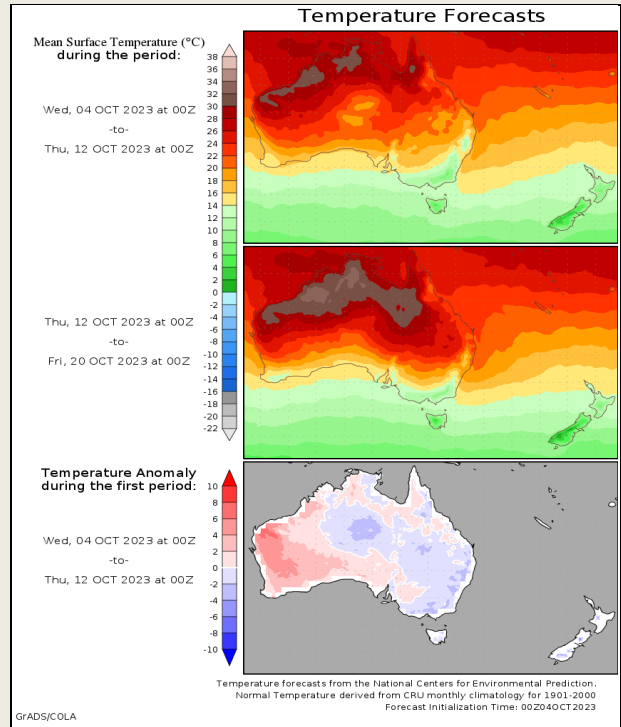 Temperature Forecasts
Mean Surface Temperature (°C)
during the period:
38
36
34
32
30
28
26
24
22
20
18
16
14
12
10
8
6
4
2
0
-2
-4
-6
-8
-10
-12
-14
-16
-18
-20
-22
Wed, 04 OCT 2023 at 00Z
-to-
Thu, 12 OCT 2023 at 00Z
Thu, 12 OCT 2023 at 00Z
-to-
Fri, 20 OCT 2023 at 00Z
Temperature Anomaly
during the first period:
10
8
6
4
2
0
-2
-4
-6
-8
-10
Wed, 04 OCT 2023 at 00Z
-to-
Thu, 12 OCT 2023 at 00Z
Temperature forecasts from the National Centers for Environmental Prediction.
Normal Temperature derived from CRU monthly climatology for 1901-2000
Forecast Initialization Time: 00Z04OCT2023
GrADS/COLA